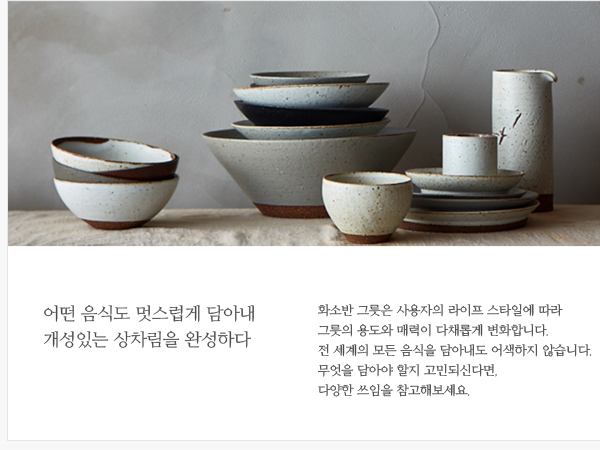 어떤 음식도 멋스럽게 담아내
개성있는 상차림을 완성하다
화소반 그릇은 사용자의 라이프 스타일에 따라
그릇의 용도와 매력이 다채롭게 변화합니다.
전 세계의 모든 음식을 담아내도 어색하지 않습니다.
무엇을 담아야 할지 고민되신다면,
다양한 쓰임을 참고해보세요.